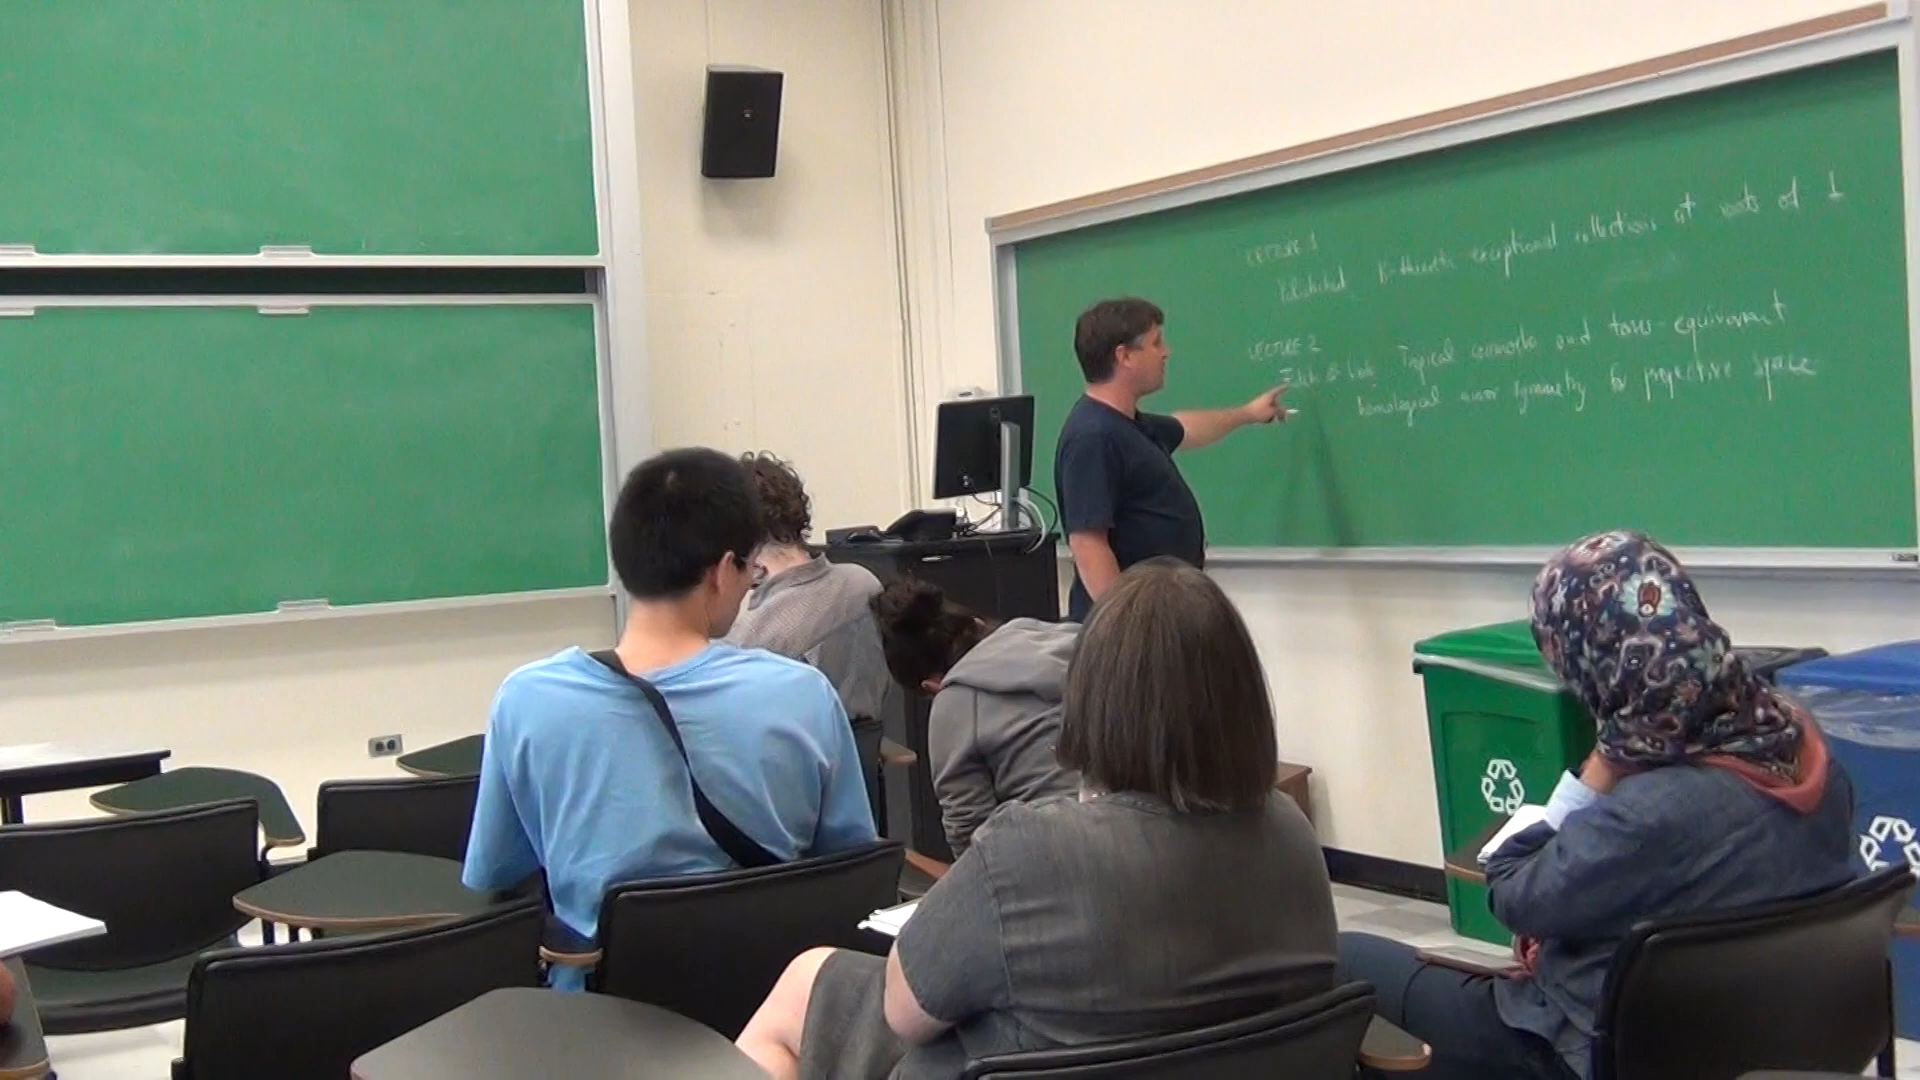 LECTURE 1
K-theoretic exceptional collections at roots of 1
LECTURE 2
Tropical and torus-equivariant
homological mirror symmetry for projective space